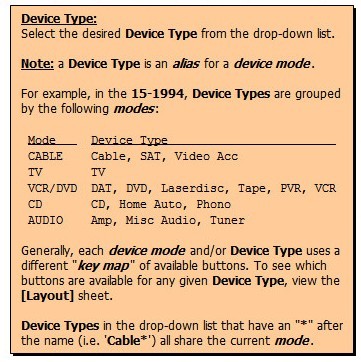 Device Type:
Select the desired Device Type from the drop-down list.
Note: a Device Type is an alias for a device mode.
For example, in the 15-1994, Device Types are grouped
by the following modes:
Mode Device Type
CABLE Cable, SAT, Video Acc
TV TV
VCR/DVD DAT, DVD, Laserdisc, Tape, PVR, VCR
CD CD, Home Auto, Phono
AUDIO Amp, Misc Audio, Tuner
Generally, each device mode and/or Device Type uses a
different "key map" of available buttons. To see which
buttons are available for any given Device Type, view the
[Layout] sheet.
Device Types in the drop-down list that have an "*" after
the name (i.e. 'Cable*') all share the current mode.